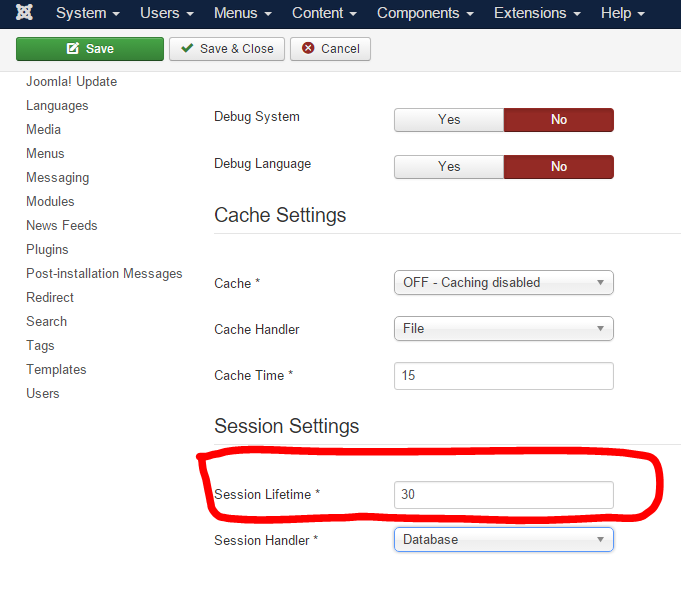 System Users Menus Content Components Extensions Help
Save Save & Close Cancel
Joomla! Update
Languages
Media
Menus
Messaging
Modules
News Feeds
Plugins
Post-installation Messages
Redirect
Search
Tags
Templates
Users
Debug System Yes No
Debug Language Yes No
Cache Settings
Cache * OFF - Caching disabled
Cache Handler File
Cache Time * 15
Session Settings
Session Lifetime * 30
Session Handler * Database